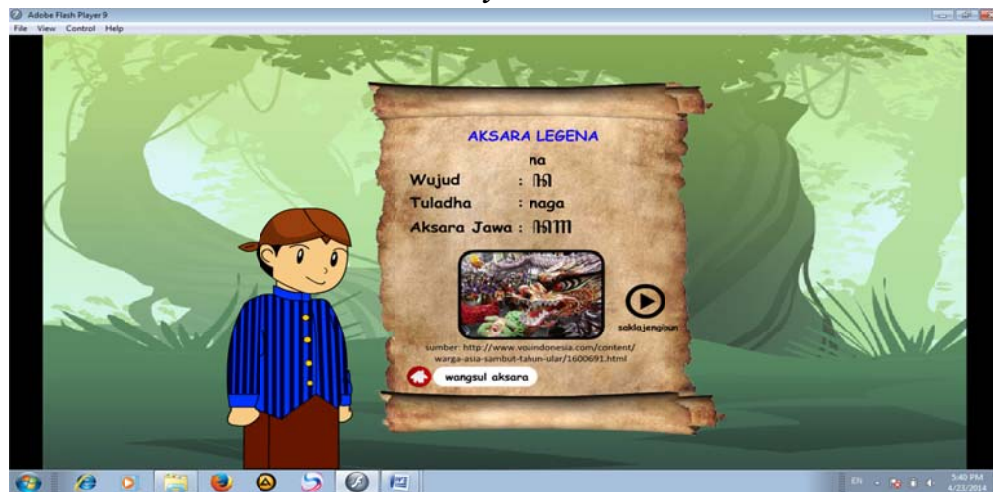 Adobe Flash Player 9
File View Control Help
AKSARA LEGENA
na
Wujud : ꦤ
Tuladha : naga
Aksara Jawa : ꦤꦒ
saklajengipun
sumber: http://www.voaindonesia.com/content/
warga-asia-sambut-tahun-ular/1600691.html
wangsul aksara
EN
5:40 PM
4/23/2014